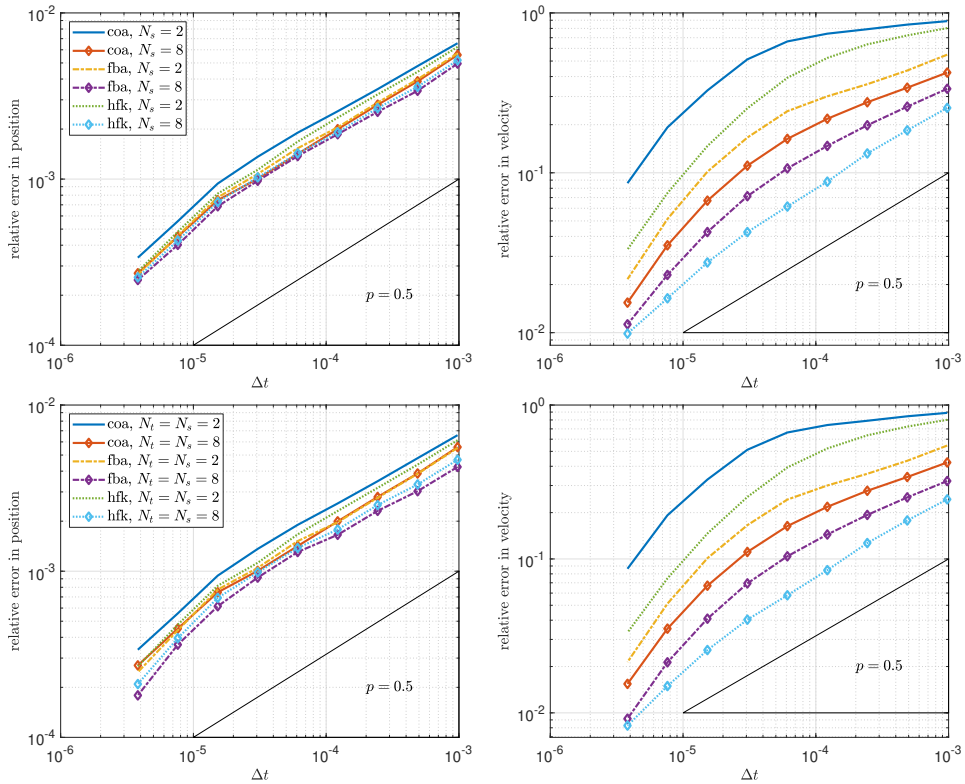 10^-2
10^-3
10^-4
relative error in position
coa, N_s = 2
coa, N_s = 8
fba, N_s = 2
fba, N_s = 8
hfk, N_s = 2
hfk, N_s = 8
p = 0.5
10^-6
10^-5
10^-4
10^-3
Δt
10^0
10^-1
10^-2
relative error in velocity
p = 0.5
10^-6
10^-5
10^-4
10^-3
Δt
10^-2
10^-3
10^-4
relative error in position
coa, N_t = N_s = 2
coa, N_t = N_s = 8
fba, N_t = N_s = 2
fba, N_t = N_s = 8
hfk, N_t = N_s = 2
hfk, N_t = N_s = 8
p = 0.5
10^-6
10^-5
10^-4
10^-3
Δt
10^0
10^-1
10^-2
relative error in velocity
p = 0.5
10^-6
10^-5
10^-4
10^-3
Δt